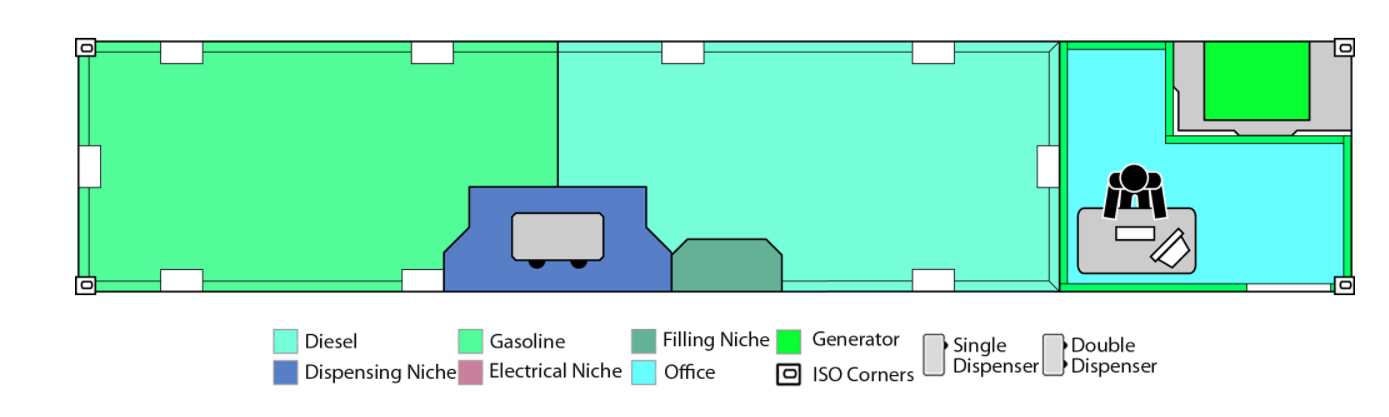 Diesel
Gasoline
Filling Niche
Generator
Single
Dispenser
Double
Dispenser
Dispensing Niche
Electrical Niche
Office
ISO Corners